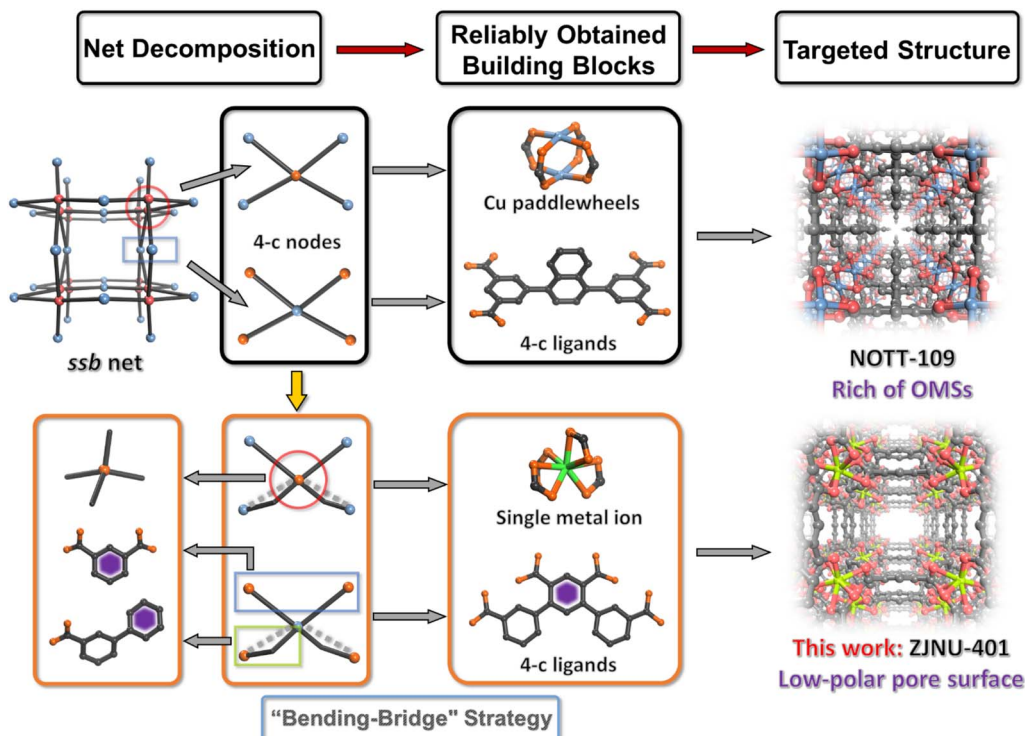 Net Decomposition
Reliably Obtained
Building Blocks
Targeted Structure
4-c nodes
ssb net
Cu paddlewheels
4-c ligands
NOTT-109
Rich of OMSs
Single metal ion
4-c ligands
This work: ZJNU-401
Low-polar pore surface
“Bending-Bridge" Strategy